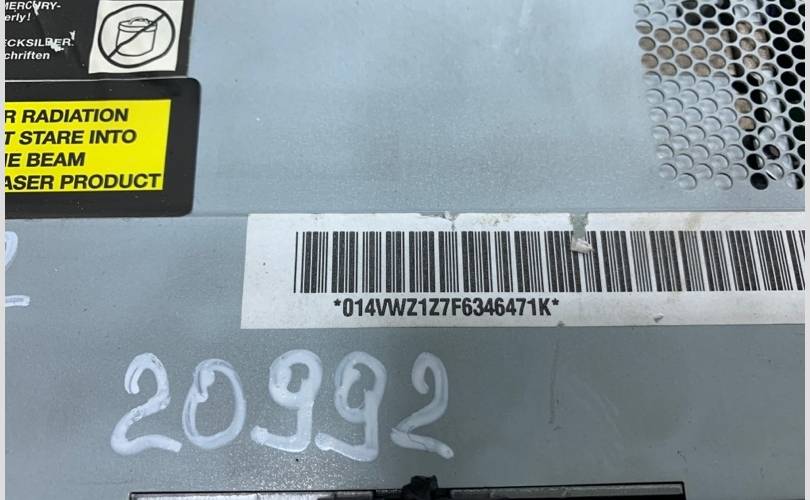 MERCURY-
erly!
ECKSILBER.
chriften
R RADIATION
T STARE INTO
E BEAM
ASER PRODUCT
*014VWZ1Z7F6346471K*
20992